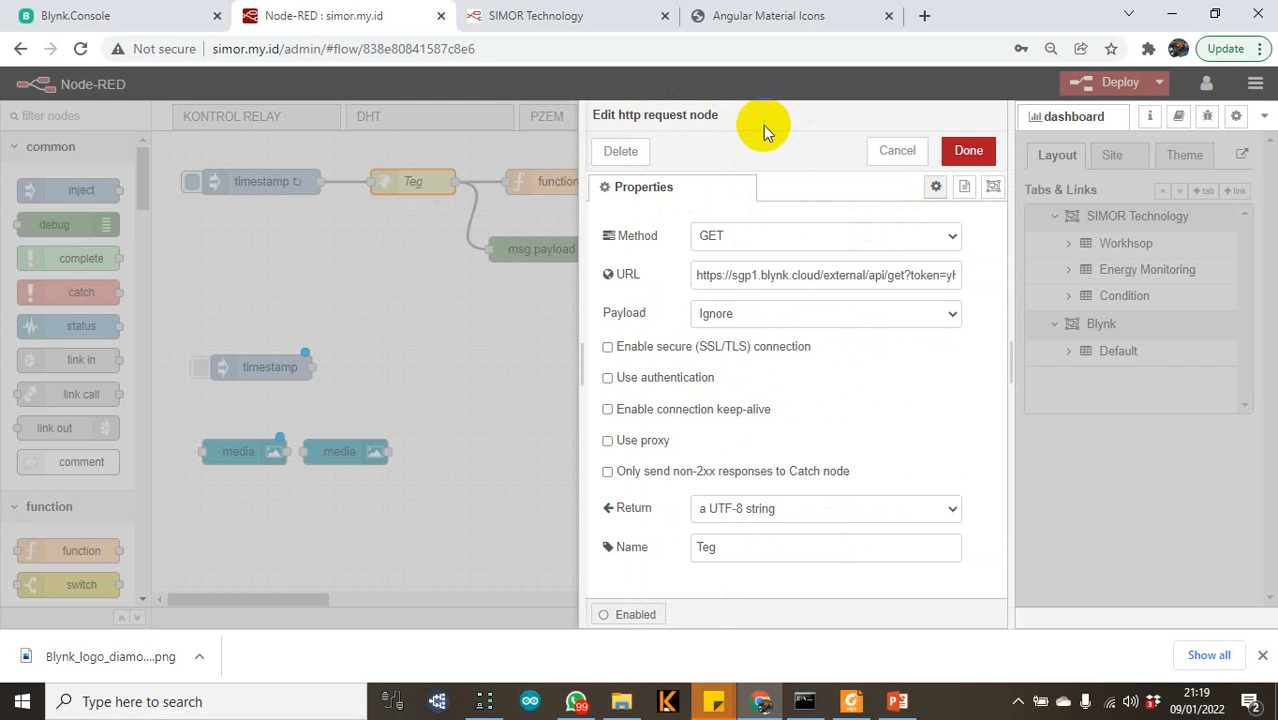 Blynk.Console
Node-RED : simor.my.id
SIMOR Technology
Angular Material Icons
Not secure
simor.my.id/admin/#flow/838e80841587c8e6
Update
Node-RED
Deploy
filter nodes
KONTROL RELAY
DHT
PZEM
Edit http request node
dashboard
i
common
Delete
Cancel
Done
Layout
Site
Theme
inject
timestamp ↻
Teg
function
Properties
Tabs & Links
tab
link
debug
SIMOR Technology
complete
msg.payload
Method
GET
Workhsop
catch
URL
https://sgp1.blynk.cloud/external/api/get?token=y
Energy Monitoring
status
Payload
Ignore
Condition
link in
Enable secure (SSL/TLS) connection
Blynk
timestamp
Use authentication
Default
link call
Enable connection keep-alive
link out
media
media
Use proxy
comment
Only send non-2xx responses to Catch node
function
Return
a UTF-8 string
function
Name
Teg
switch
Enabled
Blynk_logo_diamo....png
Show all
Type here to search
99
21:19
09/01/2022
2